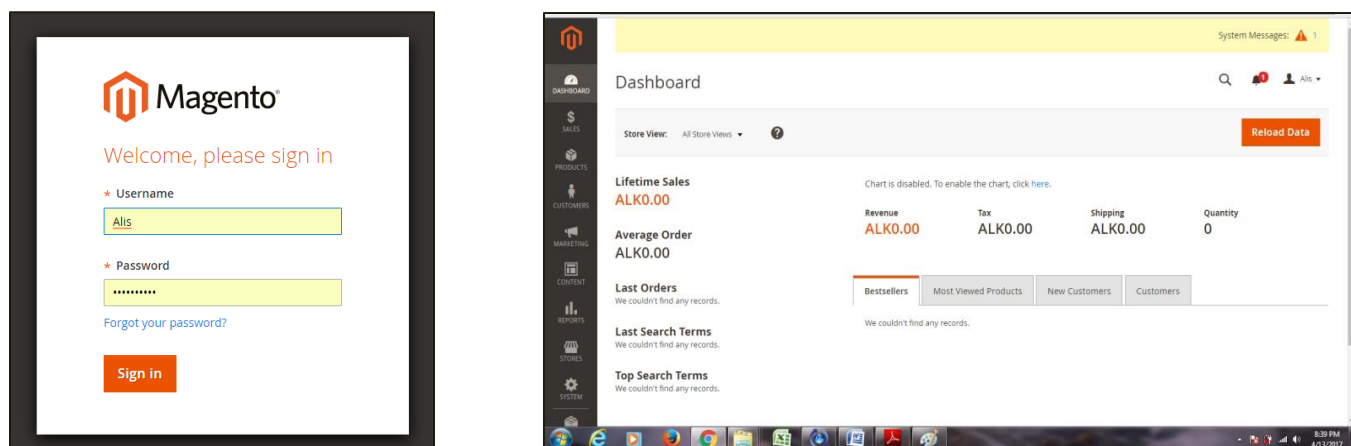 Magento
Welcome, please sign in
* Username
Alis
* Password
••••••••••
Forgot your password?
Sign in
System Messages: 1
DASHBOARD
Dashboard
1
Alis
SALES
Store View: All Store Views
?
Reload Data
PRODUCTS
CUSTOMERS
MARKETING
CONTENT
REPORTS
STORES
SYSTEM
Lifetime Sales
ALK0.00
Average Order
ALK0.00
Last Orders
We couldn't find any records.
Last Search Terms
We couldn't find any records.
Top Search Terms
We couldn't find any records.
Chart is disabled. To enable the chart, click here.
Revenue Tax Shipping Quantity
ALK0.00 ALK0.00 ALK0.00 0
Bestsellers Most Viewed Products New Customers Customers
We couldn't find any records.
8:39 PM
4/13/2017